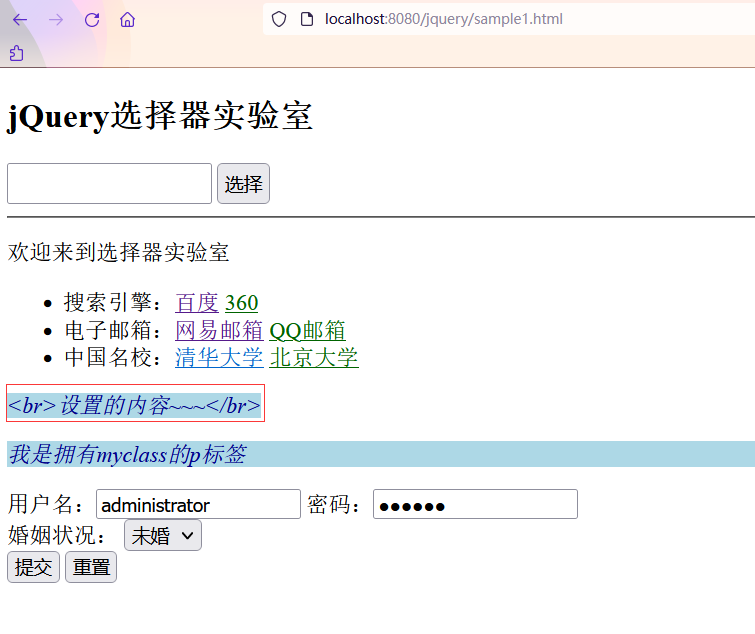 localhost:8080/jquery/sample1.html
jQuery选择器实验室
选择
欢迎来到选择器实验室
搜索引擎：百度 360
电子邮箱：网易邮箱 QQ邮箱
中国名校：清华大学 北京大学
<br>设置的内容~~~</br>
我是拥有myclass的p标签
用户名：administrator 密码：●●●●●●
婚姻状况： 未婚
提交 重置